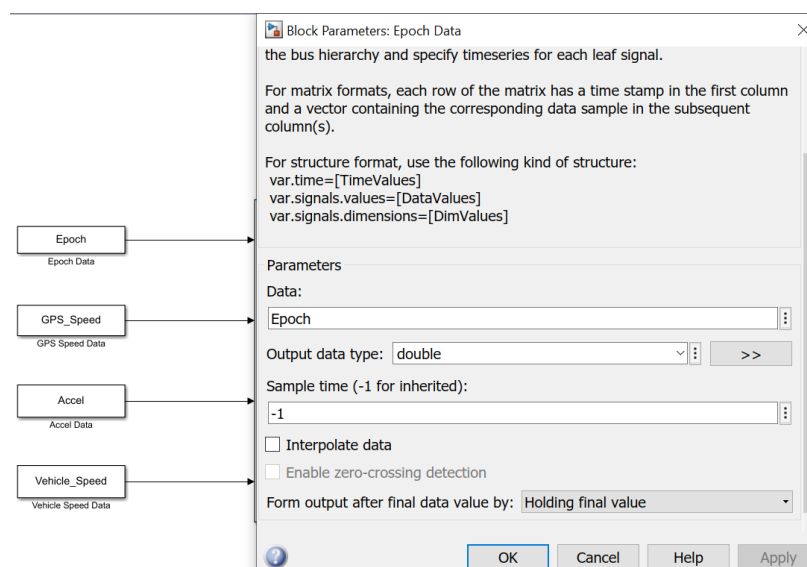 Block Parameters: Epoch Data
the bus hierarchy and specify timeseries for each leaf signal.
For matrix formats, each row of the matrix has a time stamp in the first column
and a vector containing the corresponding data sample in the subsequent
column(s).
For structure format, use the following kind of structure:
var.time=[TimeValues]
var.signals.values=[DataValues]
var.signals.dimensions=[DimValues]
Parameters
Data:
Epoch
Output data type: double >>
Sample time (-1 for inherited):
-1
Interpolate data
Enable zero-crossing detection
Form output after final data value by: Holding final value
OK Cancel Help Apply
Epoch
Epoch Data
GPS_Speed
GPS Speed Data
Accel
Accel Data
Vehicle_Speed
Vehicle Speed Data